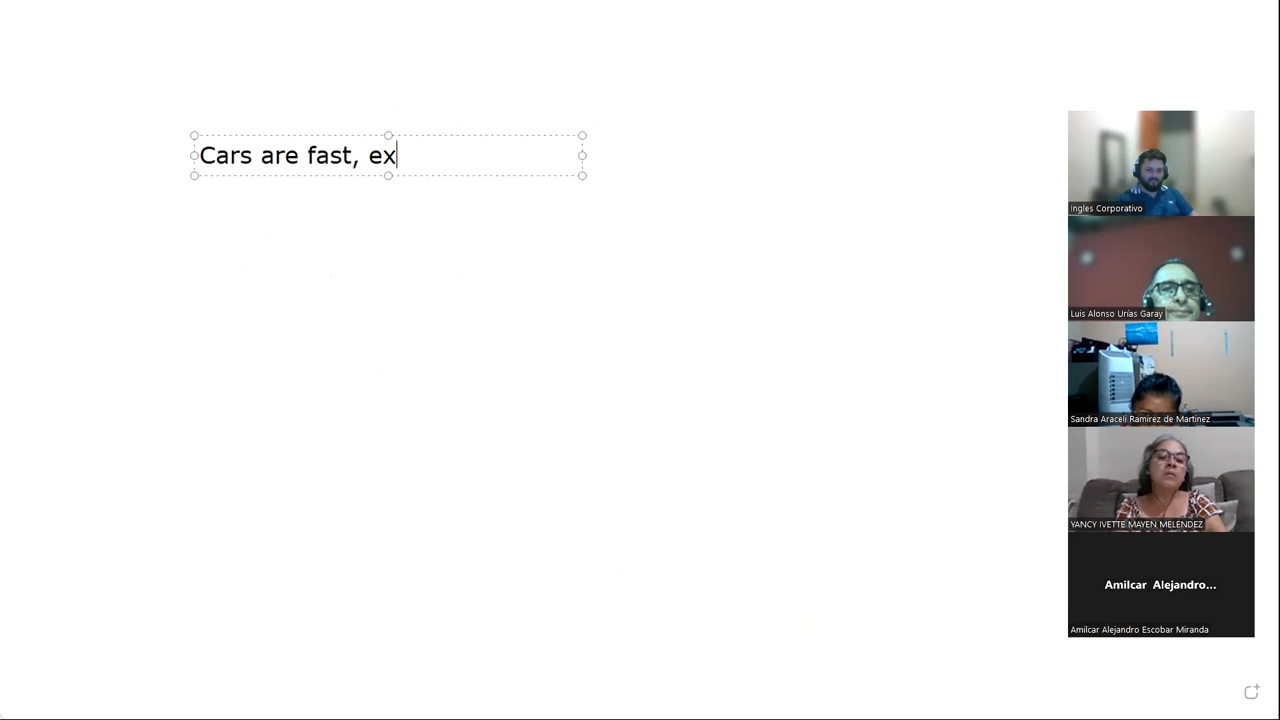 Cars are fast, ex
Ingles Corporativo
Luis Alonso Urías Garay
Sandra Araceli Ramirez de Martinez
YANCY IVETTE MAYEN MELENDEZ
Amilcar Alejandro...
Amilcar Alejandro Escobar Miranda